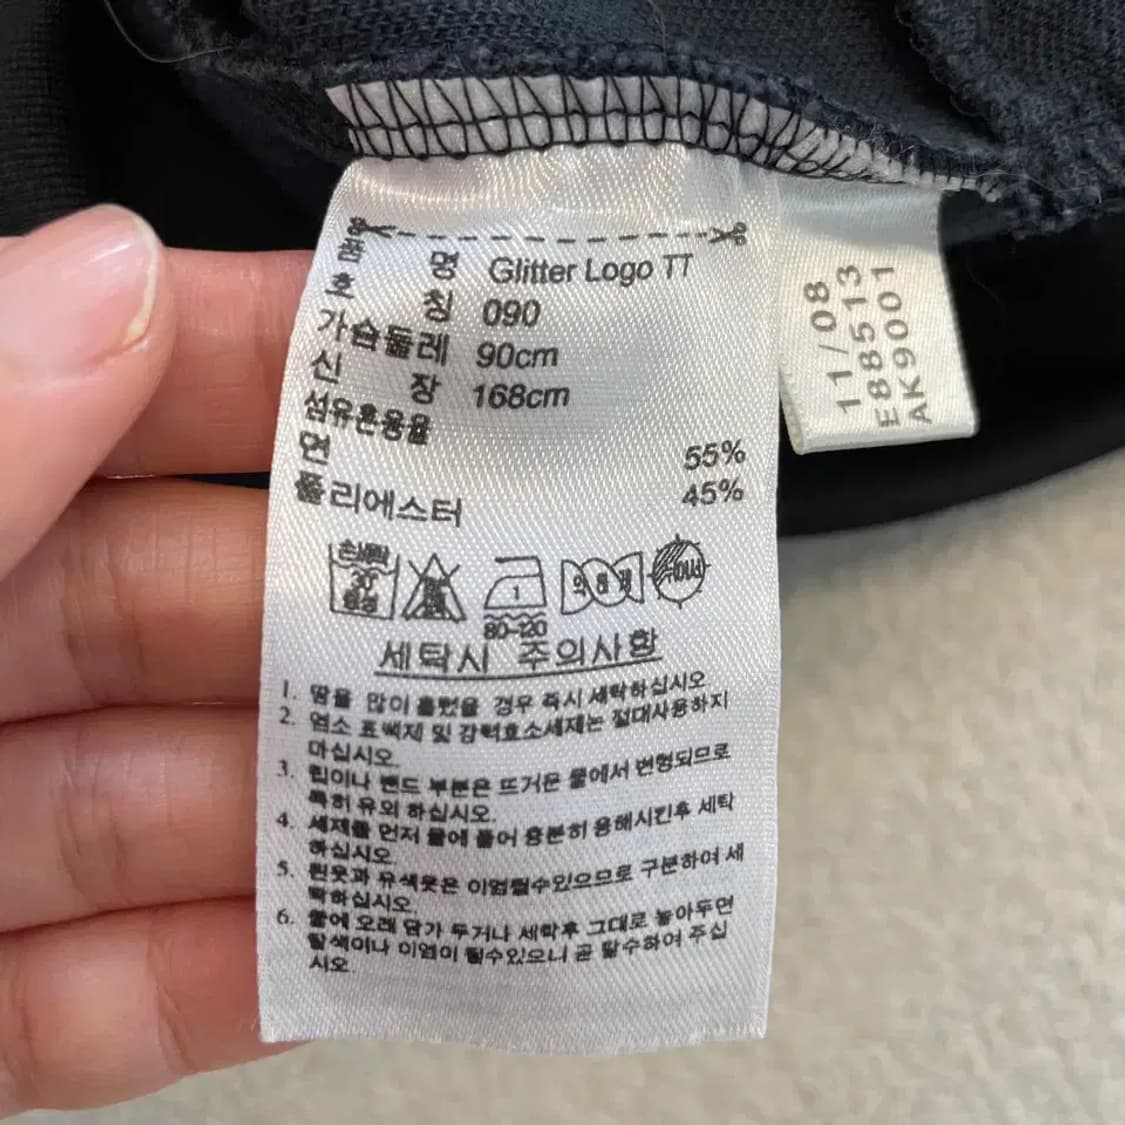 품 명 Glitter Logo TT
호 칭 090
가슴둘레 90cm
신 장 168cm
섬유혼용율
면 55%
폴리에스터 45%
손세탁
30°
중성
1
80-120
약 하 게
세탁시 주의사항
1. 땀을 많이 흘렸을 경우 즉시 세탁하십시오
2. 염소 표백제 및 강력효소세제는 절대사용하지
마십시오.
3. 립이나 밴드 부분은 뜨거운 물에서 변형되므로
특히 유의 하십시오.
4. 세제를 먼저 물에 풀어 충분히 용해시킨후 세탁
하십시오.
5. 흰옷과 유색옷은 이염될수있으므로 구분하여 세
탁하십시오.
6. 물에 오래 담가 두거나 세탁후 그대로 놓아두면
탈색이나 이염이 될수있으니 곧 탈수하여 주십
시오.
11/08
E88513
AK9001